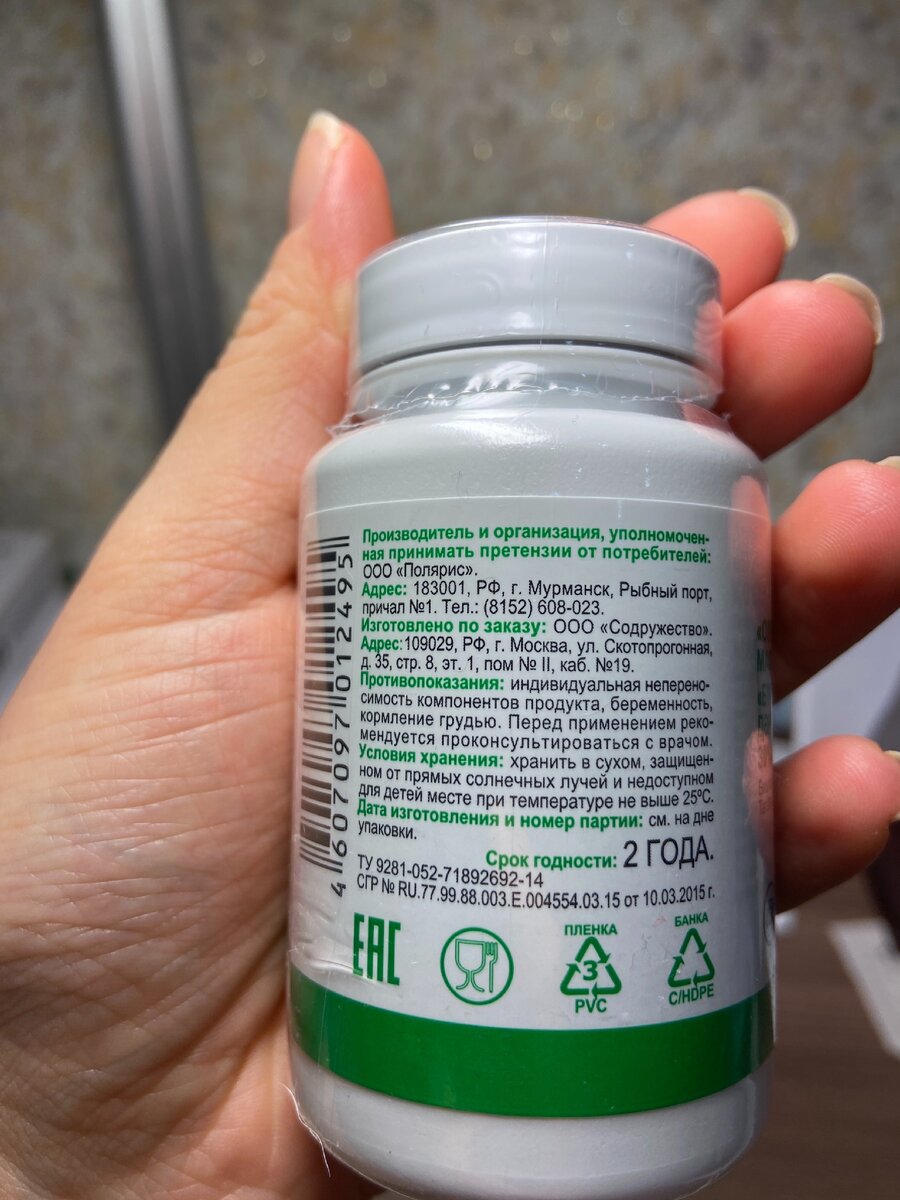 Производитель и организация, уполномочен-
ная принимать претензии от потребителей:
ООО «Полярис».
Адрес: 183001, РФ, г. Мурманск, Рыбный порт,
причал №1. Тел.: (8152) 608-023.
Изготовлено по заказу: ООО «Содружество».
Адрес:109029, РФ, г. Москва, ул. Скотопрогонная,
д. 35, стр. 8, эт. 1, пом № II, каб. №19.
Противопоказания: индивидуальная неперено-
симость компонентов продукта, беременность,
кормление грудью. Перед применением реко-
мендуется проконсультироваться с врачом.
Условия хранения: хранить в сухом, защищен-
ном от прямых солнечных лучей и недоступном
для детей месте при температуре не выше 25ºС.
Дата изготовления и номер партии: см. на дне
упаковки.
Срок годности: 2 ГОДА.
ТУ 9281-052-71892692-14
СГР № RU.77.99.88.003.Е.004554.03.15 от 10.03.2015 г.
EAC
ПЛЕНКА
3
PVC
БАНКА
C/HDPE
4607097012495